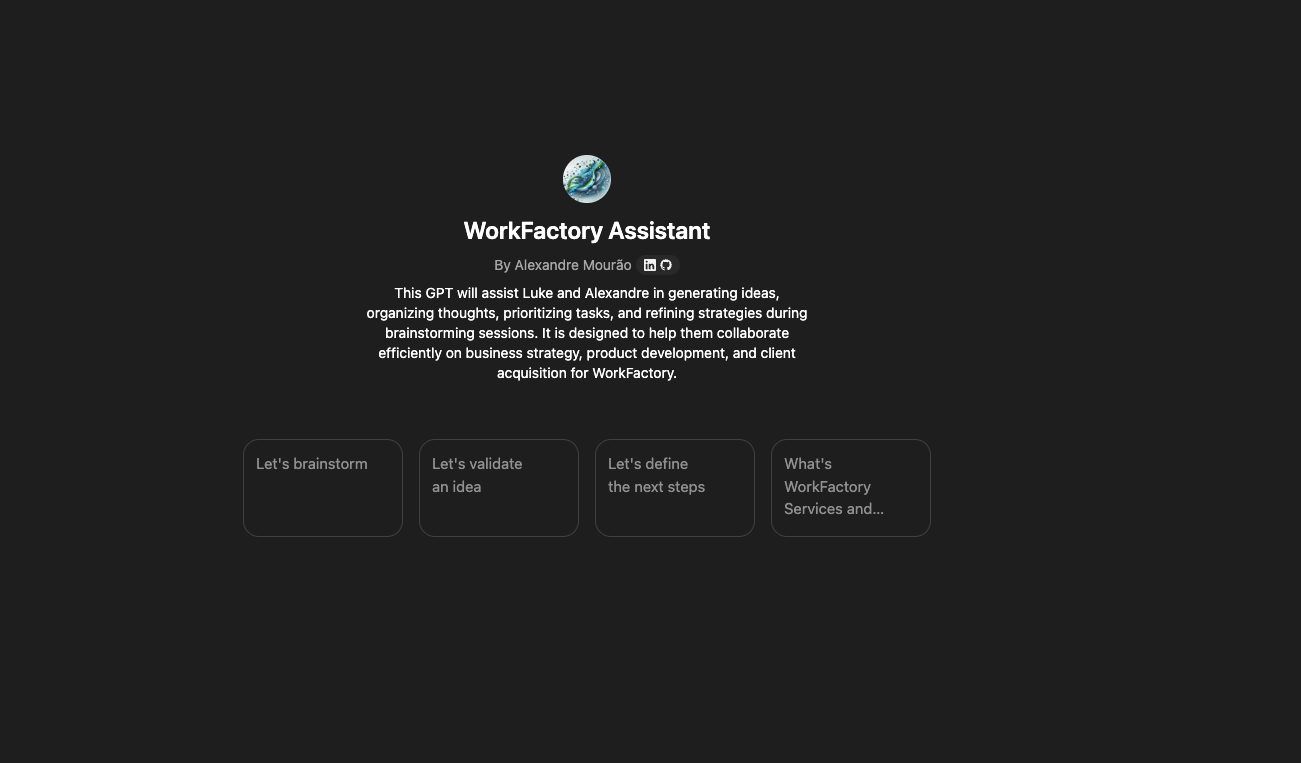 WorkFactory Assistant
By Alexandre Mourão
This GPT will assist Luke and Alexandre in generating ideas,
organizing thoughts, prioritizing tasks, and refining strategies during
brainstorming sessions. It is designed to help them collaborate
efficiently on business strategy, product development, and client
acquisition for WorkFactory.
Let's brainstorm
Let's validate
an idea
Let's define
the next steps
What's
WorkFactory
Services and...